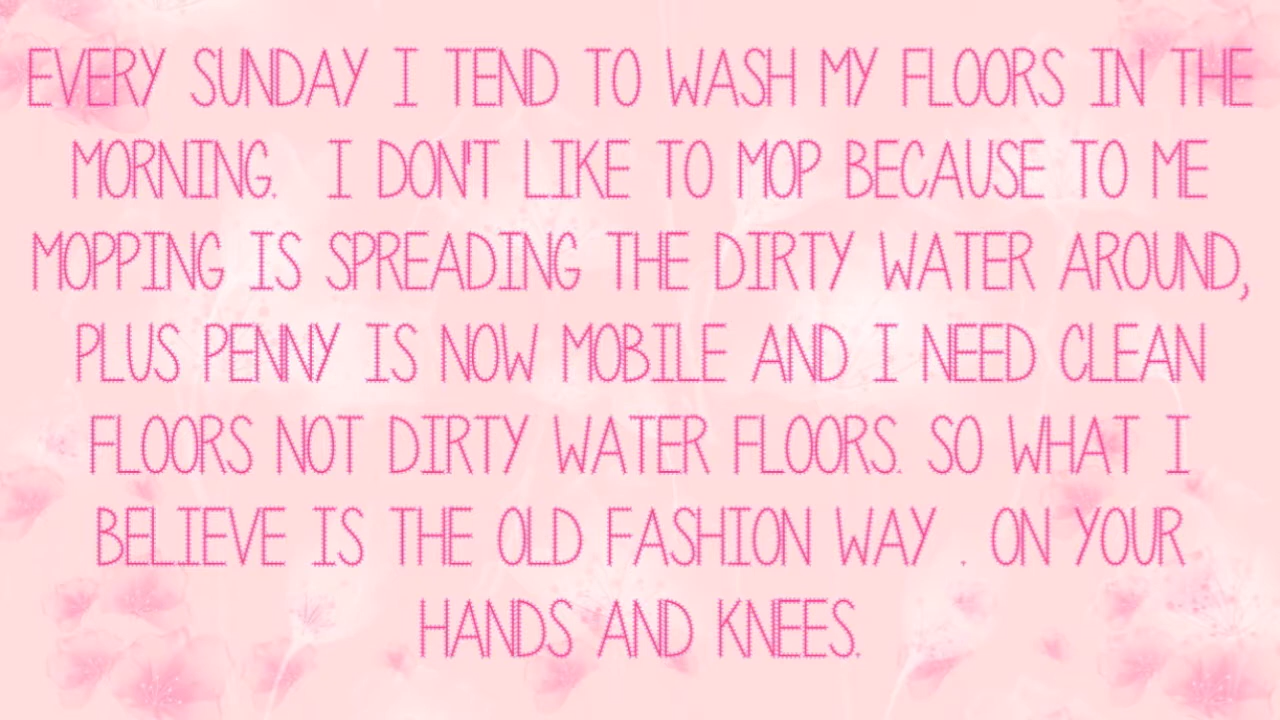 EVERY SUNDAY I TEND TO WASH MY FLOORS IN THE
MORNING. I DON'T LIKE TO MOP BECAUSE TO ME
MOPPING IS SPREADING THE DIRTY WATER AROUND,
PLUS PENNY IS NOW MOBILE AND I NEED CLEAN
FLOORS NOT DIRTY WATER FLOORS. SO WHAT I
BELIEVE IS THE OLD FASHION WAY . ON YOUR
HANDS AND KNEES.